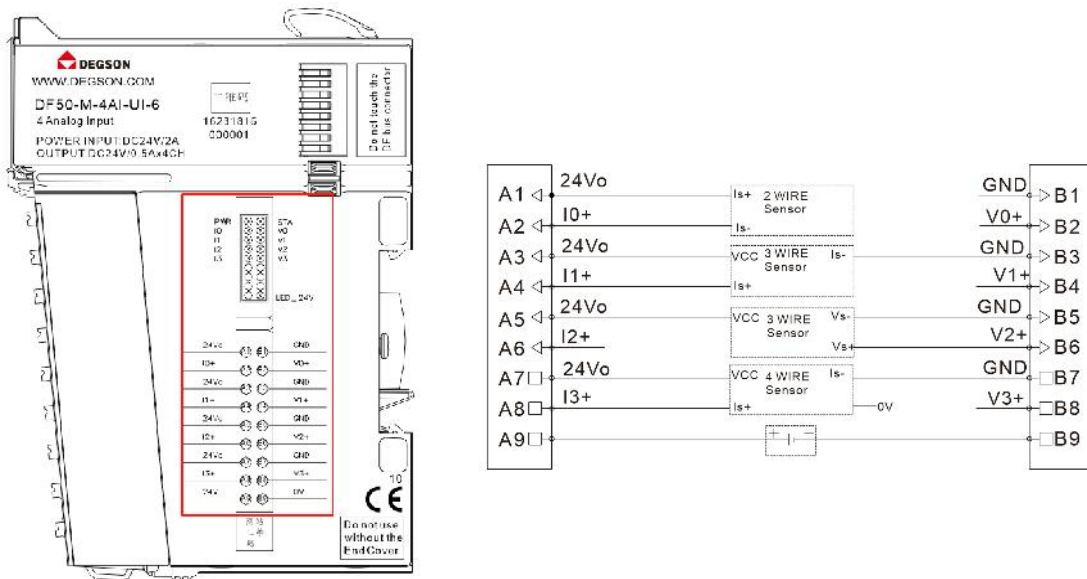 DEGSON
WWW.DEGSON.COM
DF50-M-4AI-UI-6
4 Analog Input
POWER INPUT:DC24V/2A
OUTPUT:DC24V/0.5Ax4CH
16231816
000001
Do not touch the
DF bus connector
PWR STA
I0 V0
I1 V1
I2 V2
I3 V3
LED_24V
24Vo GND
I0+ V0+
24Vo GND
I1+ V1+
24Vo GND
I2+ V2+
24Vo GND
I3+ V3+
24V 0V
10
CE
Do not use
without the
End Cover
A1 24Vo Is+ 2 WIRE Sensor GND B1
A2 I0+ Is- V0+ B2
A3 24Vo VCC 3 WIRE Sensor Is- GND B3
A4 I1+ Is+ V1+ B4
A5 24Vo VCC 3 WIRE Sensor Vs- GND B5
A6 I2+ Vs+ V2+ B6
A7 24Vo VCC 4 WIRE Sensor Is- GND B7
A8 I3+ Is+ 0V V3+ B8
A9 + - B9